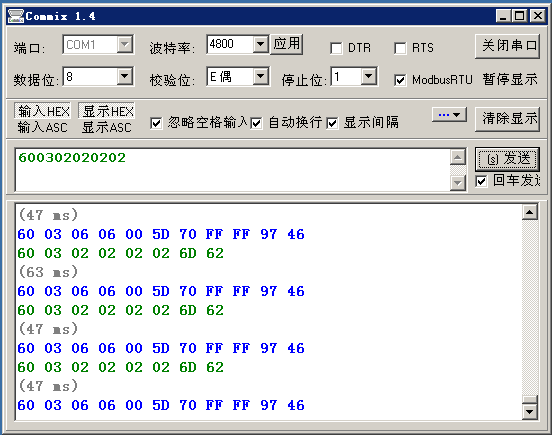 Commix 1.4
端口: COM1 波特率: 4800 应用 DTR RTS 关闭串口
数据位: 8 校验位: E 偶 停止位: 1 ModbusRTU 暂停显示
输入HEX 显示HEX
输入ASC 显示ASC 忽略空格输入 自动换行 显示间隔 ... 清除显示
600302020202
(s) 发送
回车发送
(47 ms)
60 03 06 06 00 5D 70 FF FF 97 46
60 03 02 02 02 02 6D 62
(63 ms)
60 03 06 06 00 5D 70 FF FF 97 46
60 03 02 02 02 02 6D 62
(47 ms)
60 03 06 06 00 5D 70 FF FF 97 46
60 03 02 02 02 02 6D 62
(47 ms)
60 03 06 06 00 5D 70 FF FF 97 46